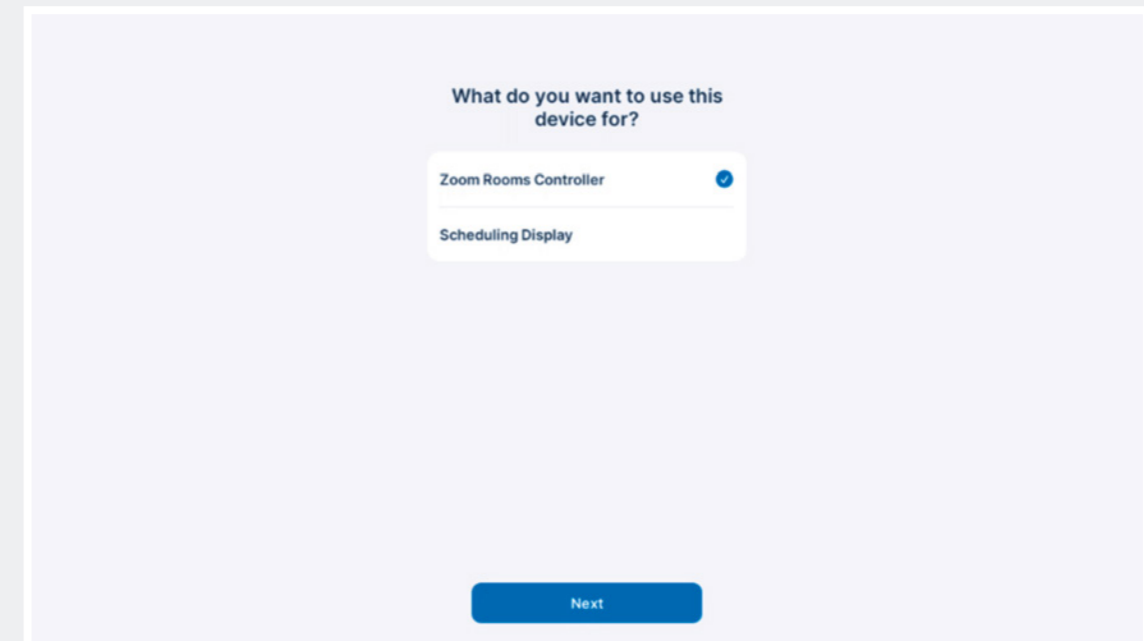 What do you want to use this
device for?
Zoom Rooms Controller
Scheduling Display
Next